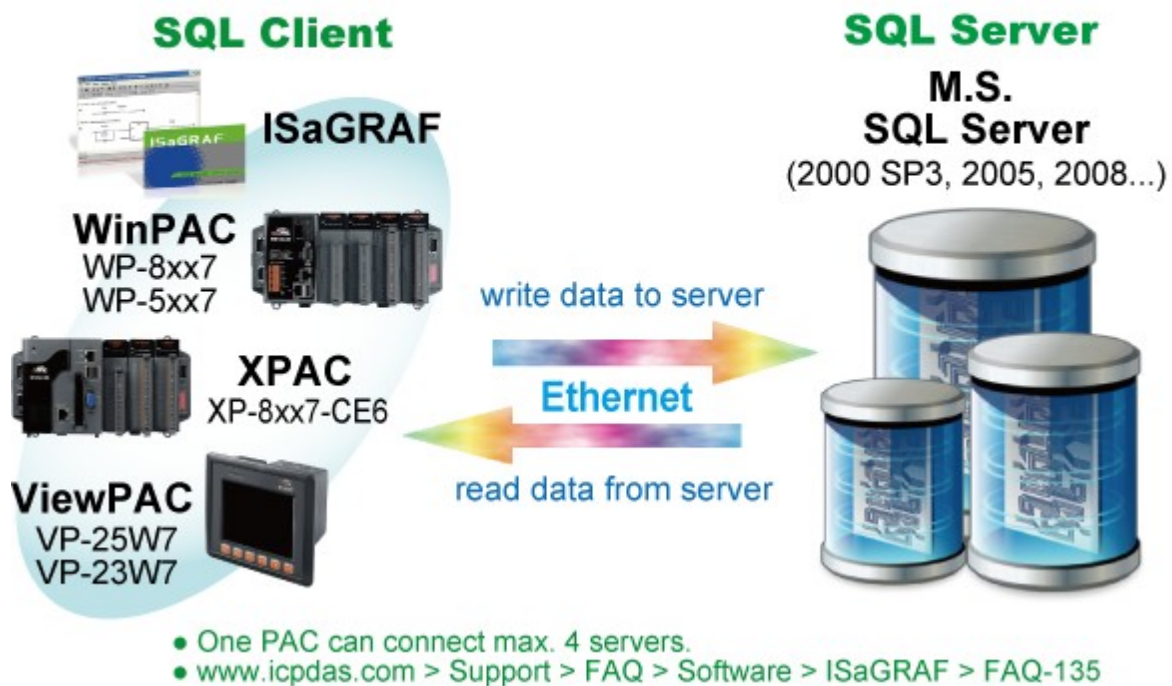 SQL Client
ISaGRAF
ISaGRAF
WinPAC
WP-8xx7
WP-5xx7
XPAC
XP-8xx7-CE6
ViewPAC
VP-25W7
VP-23W7
write data to server
Ethernet
read data from server
SQL Server
M.S.
SQL Server
(2000 SP3, 2005, 2008...)
● One PAC can connect max. 4 servers.
● www.icpdas.com > Support > FAQ > Software > ISaGRAF > FAQ-135